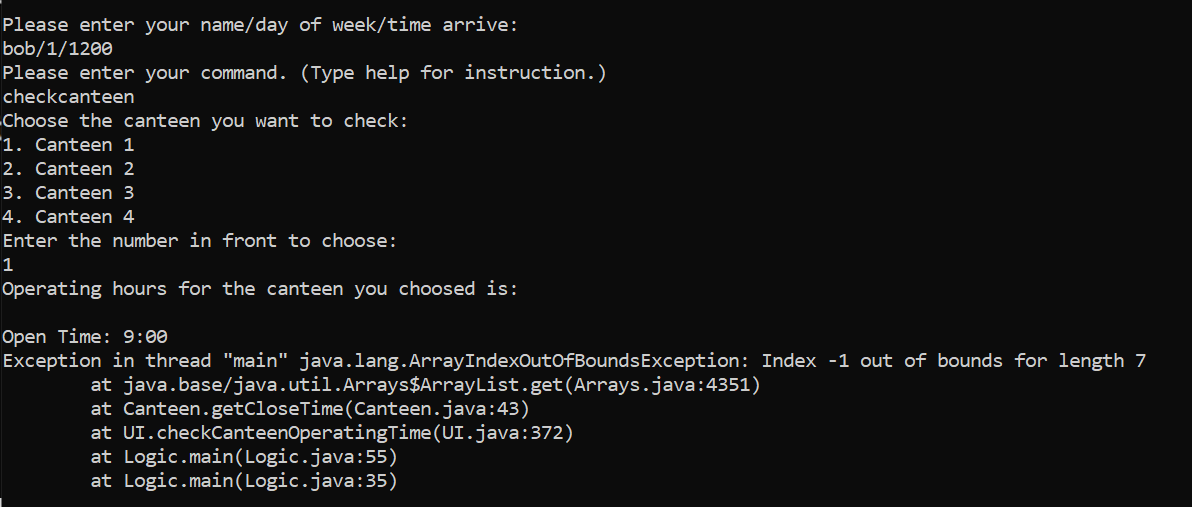 Please enter your name/day of week/time arrive:
bob/1/1200
Please enter your command. (Type help for instruction.)
checkcanteen
Choose the canteen you want to check:
1. Canteen 1
2. Canteen 2
3. Canteen 3
4. Canteen 4
Enter the number in front to choose:
1
Operating hours for the canteen you choosed is:

Open Time: 9:00
Exception in thread "main" java.lang.ArrayIndexOutOfBoundsException: Index -1 out of bounds for length 7
        at java.base/java.util.Arrays$ArrayList.get(Arrays.java:4351)
        at Canteen.getCloseTime(Canteen.java:43)
        at UI.checkCanteenOperatingTime(UI.java:372)
        at Logic.main(Logic.java:55)
        at Logic.main(Logic.java:35)